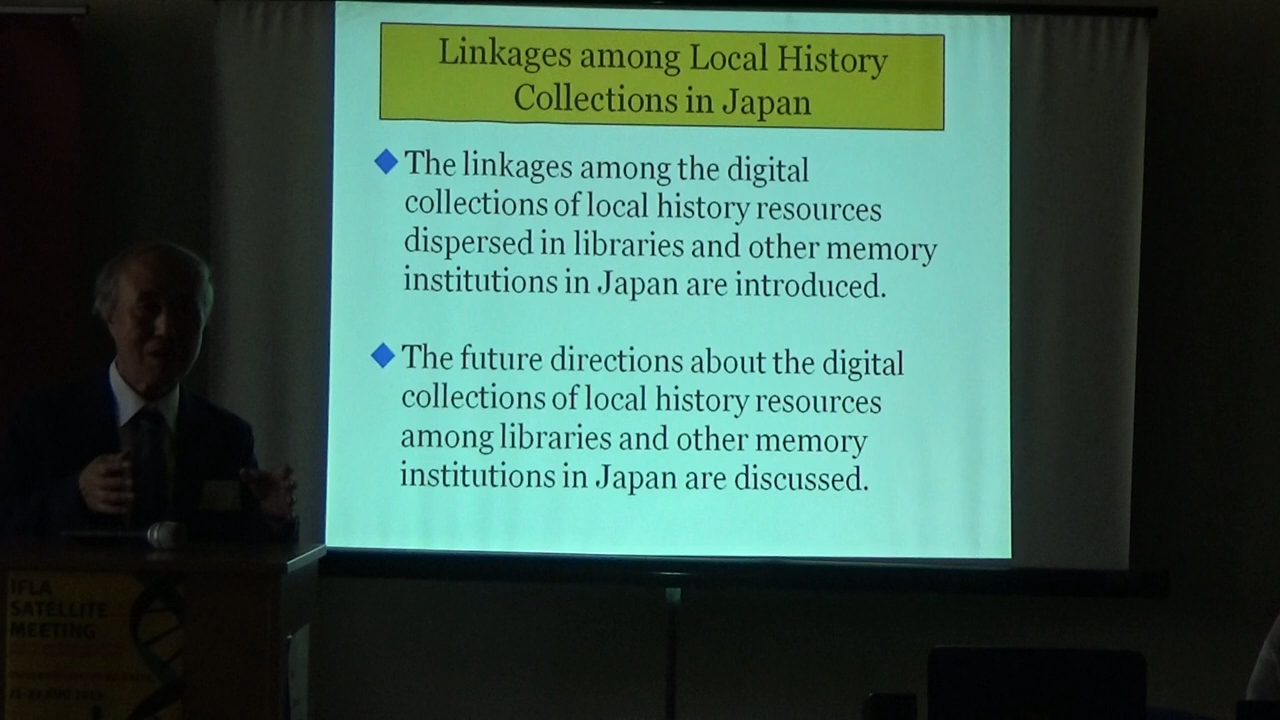 Linkages among Local History
Collections in Japan
The linkages among the digital
collections of local history resources
dispersed in libraries and other memory
institutions in Japan are introduced.
The future directions about the digital
collections of local history resources
among libraries and other memory
institutions in Japan are discussed.
IFLA
SATELLITE
MEETING